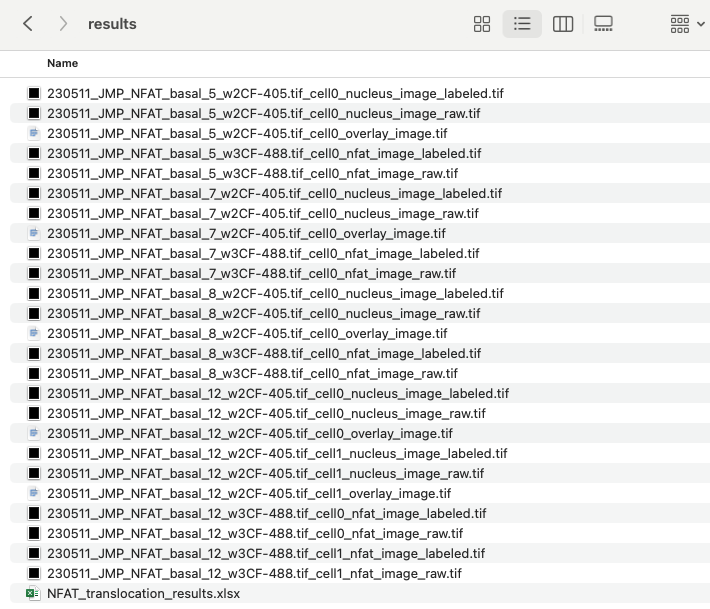 results
Name
230511_JMP_NFAT_basal_5_w2CF-405.tif_cell0_nucleus_image_labeled.tif
230511_JMP_NFAT_basal_5_w2CF-405.tif_cell0_nucleus_image_raw.tif
230511_JMP_NFAT_basal_5_w2CF-405.tif_cell0_overlay_image.tif
230511_JMP_NFAT_basal_5_w3CF-488.tif_cell0_nfat_image_labeled.tif
230511_JMP_NFAT_basal_5_w3CF-488.tif_cell0_nfat_image_raw.tif
230511_JMP_NFAT_basal_7_w2CF-405.tif_cell0_nucleus_image_labeled.tif
230511_JMP_NFAT_basal_7_w2CF-405.tif_cell0_nucleus_image_raw.tif
230511_JMP_NFAT_basal_7_w2CF-405.tif_cell0_overlay_image.tif
230511_JMP_NFAT_basal_7_w3CF-488.tif_cell0_nfat_image_labeled.tif
230511_JMP_NFAT_basal_7_w3CF-488.tif_cell0_nfat_image_raw.tif
230511_JMP_NFAT_basal_8_w2CF-405.tif_cell0_nucleus_image_labeled.tif
230511_JMP_NFAT_basal_8_w2CF-405.tif_cell0_nucleus_image_raw.tif
230511_JMP_NFAT_basal_8_w2CF-405.tif_cell0_overlay_image.tif
230511_JMP_NFAT_basal_8_w3CF-488.tif_cell0_nfat_image_labeled.tif
230511_JMP_NFAT_basal_8_w3CF-488.tif_cell0_nfat_image_raw.tif
230511_JMP_NFAT_basal_12_w2CF-405.tif_cell0_nucleus_image_labeled.tif
230511_JMP_NFAT_basal_12_w2CF-405.tif_cell0_nucleus_image_raw.tif
230511_JMP_NFAT_basal_12_w2CF-405.tif_cell0_overlay_image.tif
230511_JMP_NFAT_basal_12_w2CF-405.tif_cell1_nucleus_image_labeled.tif
230511_JMP_NFAT_basal_12_w2CF-405.tif_cell1_nucleus_image_raw.tif
230511_JMP_NFAT_basal_12_w2CF-405.tif_cell1_overlay_image.tif
230511_JMP_NFAT_basal_12_w3CF-488.tif_cell0_nfat_image_labeled.tif
230511_JMP_NFAT_basal_12_w3CF-488.tif_cell0_nfat_image_raw.tif
230511_JMP_NFAT_basal_12_w3CF-488.tif_cell1_nfat_image_labeled.tif
230511_JMP_NFAT_basal_12_w3CF-488.tif_cell1_nfat_image_raw.tif
NFAT_translocation_results.xlsx